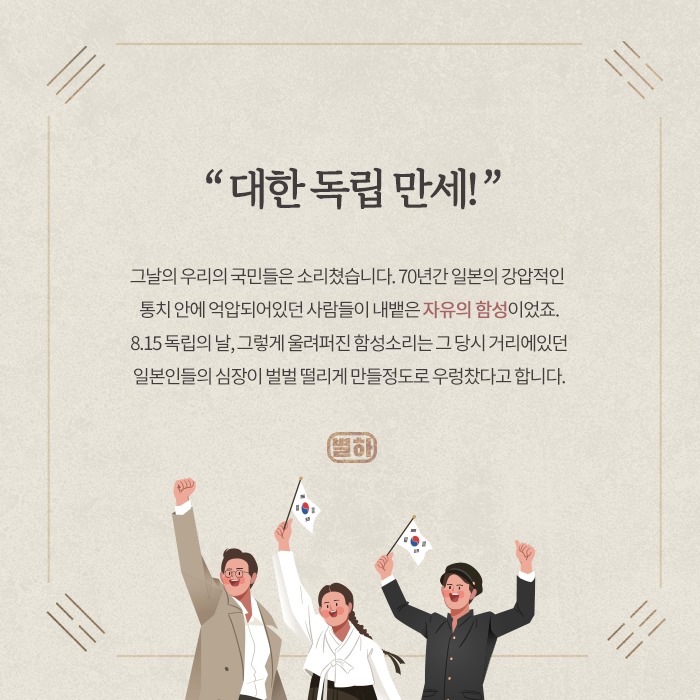 “대한 독립 만세!”
그날의 우리의 국민들은 소리쳤습니다. 70년간 일본의 강압적인
통치 안에 억압되어있던 사람들이 내뱉은 자유의 함성이었죠.
8.15 독립의 날, 그렇게 울려퍼진 함성소리는 그 당시 거리에있던
일본인들의 심장이 벌벌 떨리게 만들정도로 우렁찼다고 합니다.
별하